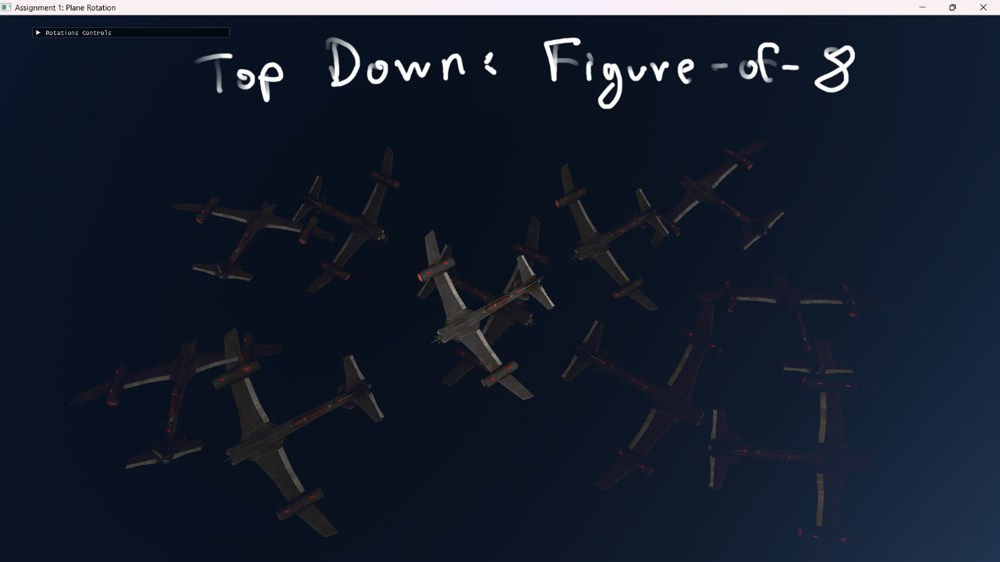 Assignment 1: Plane Rotation
Rotations Controls
Top Down: Figure-of-8